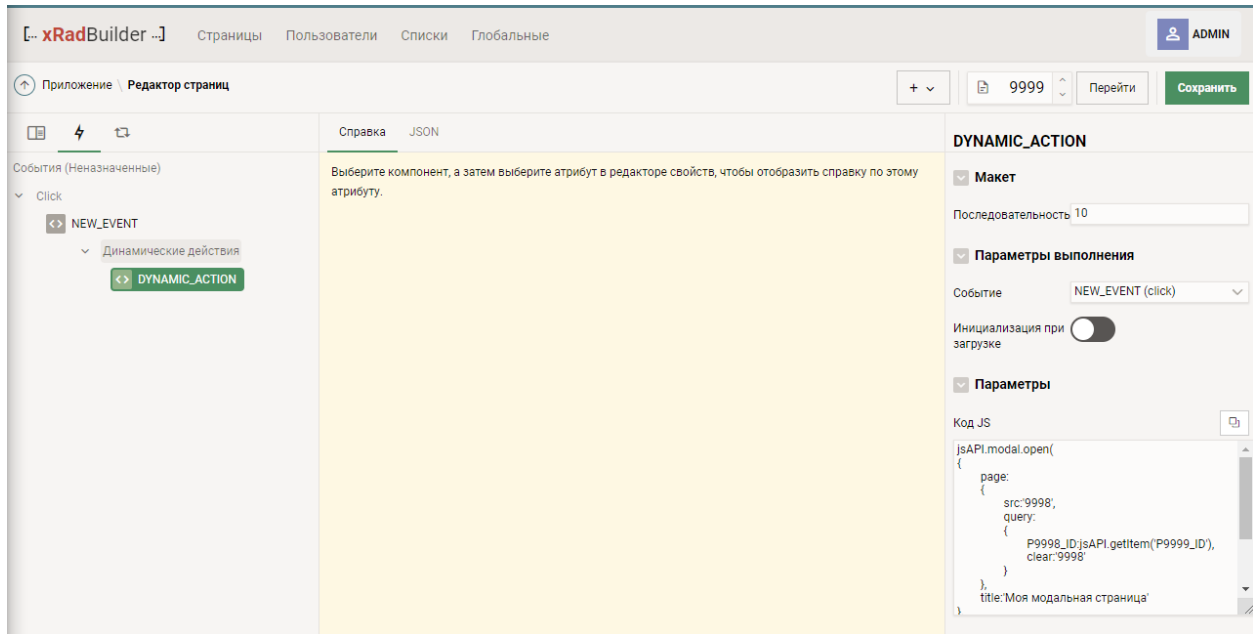 [... xRadBuilder ...] Страницы Пользователи Списки Глобальные ADMIN
Приложение \ Редактор страниц + 9999 Перейти Сохранить
Справка JSON
События (Неназначенные)
Click
<> NEW_EVENT
Динамические действия
<> DYNAMIC_ACTION
Выберите компонент, а затем выберите атрибут в редакторе свойств, чтобы отобразить справку по этому
атрибуту.
DYNAMIC_ACTION
Макет
Последовательность 10
Параметры выполнения
Событие NEW_EVENT (click)
Инициализация при
загрузке
Параметры
Код JS
jsAPI.modal.open(
{
page:
{
src:'9998',
query:
{
P9998_ID:jsAPI.getItem('P9999_ID'),
clear:'9998'
}
},
title:'Моя модальная страница'
}